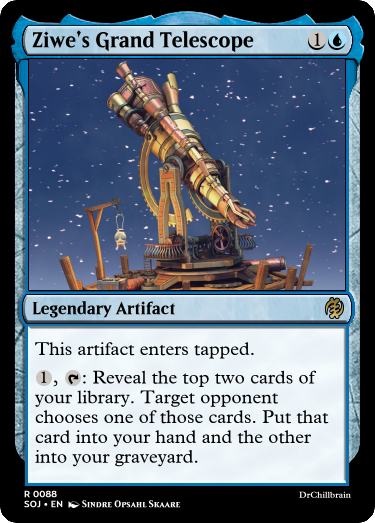 Ziwe's Grand Telescope 1
Legendary Artifact
This artifact enters tapped.
1, : Reveal the top two cards of
your library. Target opponent
chooses one of those cards. Put that
card into your hand and the other
into your graveyard.
R 0088
SOJ • EN Sindre Opsahl Skaare
DrChillbrain